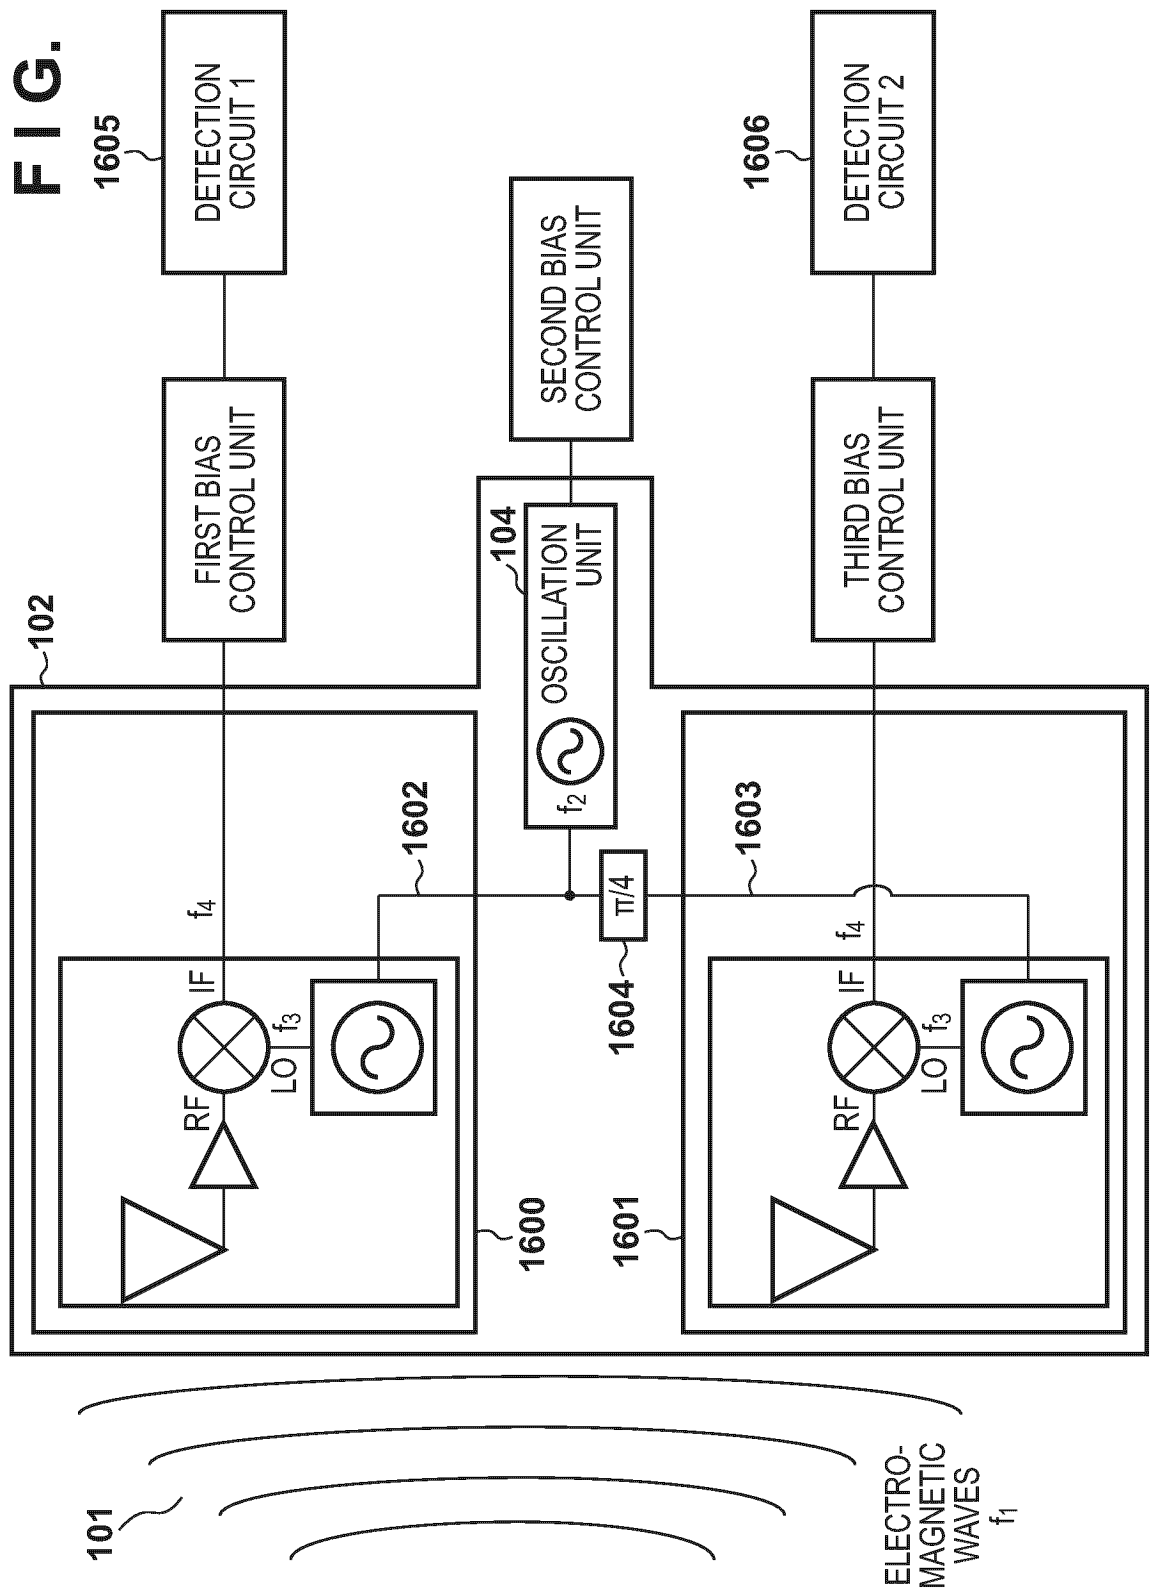 FIG.
101
ELECTRO-
MAGNETIC
WAVES
f1
102
1600
RF
IF
LO
f3
f4
1602
FIRST BIAS
CONTROL UNIT
1605
DETECTION
CIRCUIT 1
104
f2
OSCILLATION
UNIT
SECOND BIAS
CONTROL UNIT
1604
π/4
1601
RF
IF
LO
f3
f4
1603
THIRD BIAS
CONTROL UNIT
1606
DETECTION
CIRCUIT 2